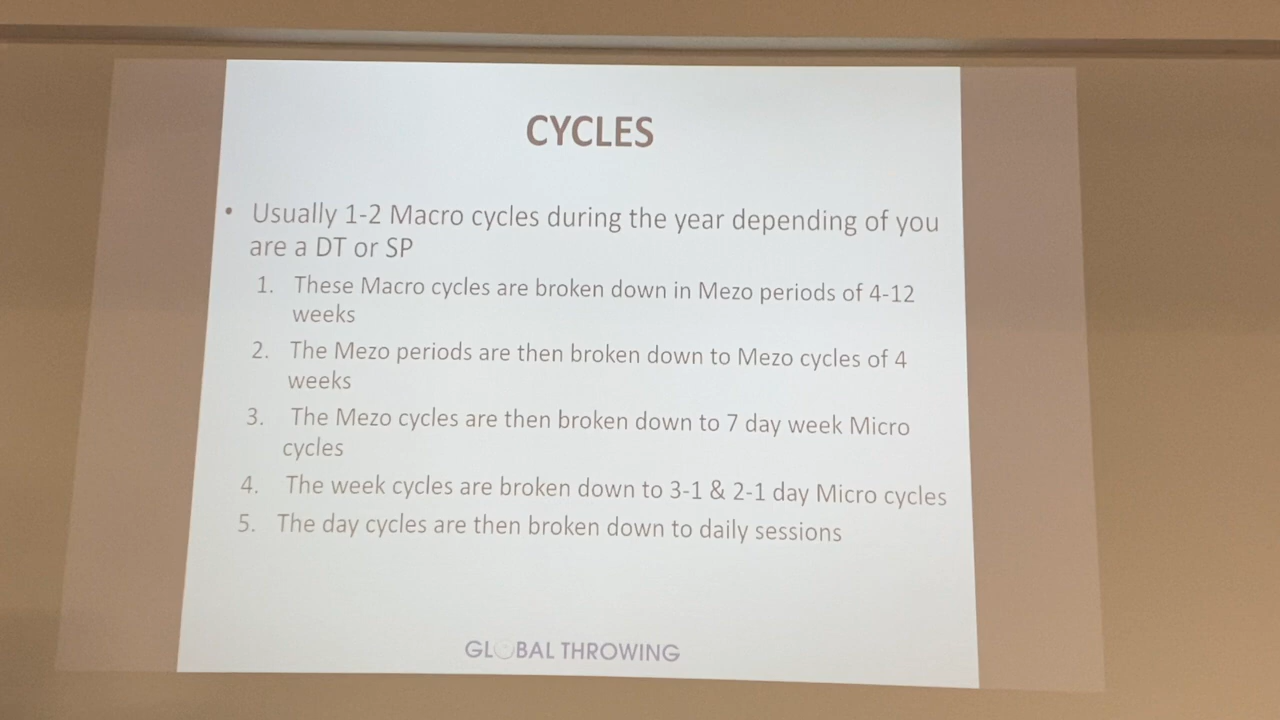 CYCLES
• Usually 1-2 Macro cycles during the year depending of you
are a DT or SP
1. These Macro cycles are broken down in Mezo periods of 4-12
weeks
2. The Mezo periods are then broken down to Mezo cycles of 4
weeks
3. The Mezo cycles are then broken down to 7 day week Micro
cycles
4. The week cycles are broken down to 3-1 & 2-1 day Micro cycles
5. The day cycles are then broken down to daily sessions
GLOBAL THROWING